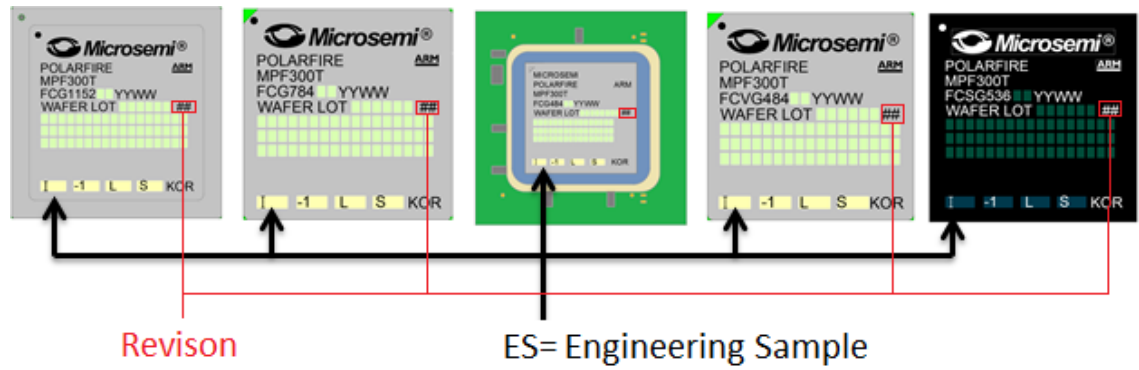 Microsemi®
POLARFIRE ARM
MPF300T
FCG1152 YYWW
WAFER LOT ##
I -1 L S KOR
Microsemi®
POLARFIRE ARM
MPF300T
FCG784 YYWW
WAFER LOT ##
I -1 L S KOR
MICROSEMI
POLARFIRE ARM
MPF300T
FCG484 YYWW
WAFER LOT ##
I -1 L S KOR
Microsemi®
POLARFIRE ARM
MPF300T
FCVG484 YYWW
WAFER LOT ##
I -1 L S KOR
Microsemi®
POLARFIRE ARM
MPF300T
FCSG536 YYWW
WAFER LOT ##
I -1 L S KOR
Revison
ES= Engineering Sample